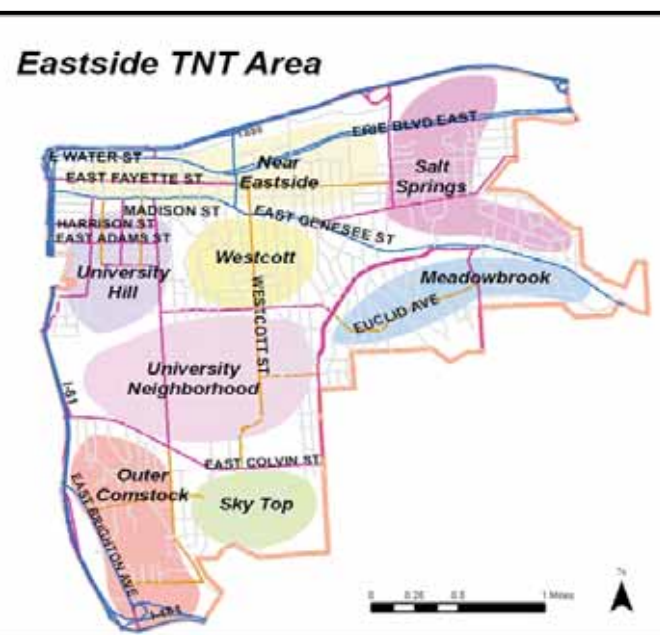 Eastside TNT Area
ERIE BLVD EAST
E WATER ST
Near
Eastside
EAST FAYETTE ST
Salt
Springs
MADISON ST
EAST GENESEE ST
HARRISON ST
EAST ADAMS ST
Westcott
University
Hill
Meadowbrook
WESTCOTT ST
EUCLID AVE
University
Neighborhood
I-81
EAST COLVIN ST
Outer
Comstock
Sky Top
EAST BRIGHTON AVE
0 0.25 0.5 1 Miles